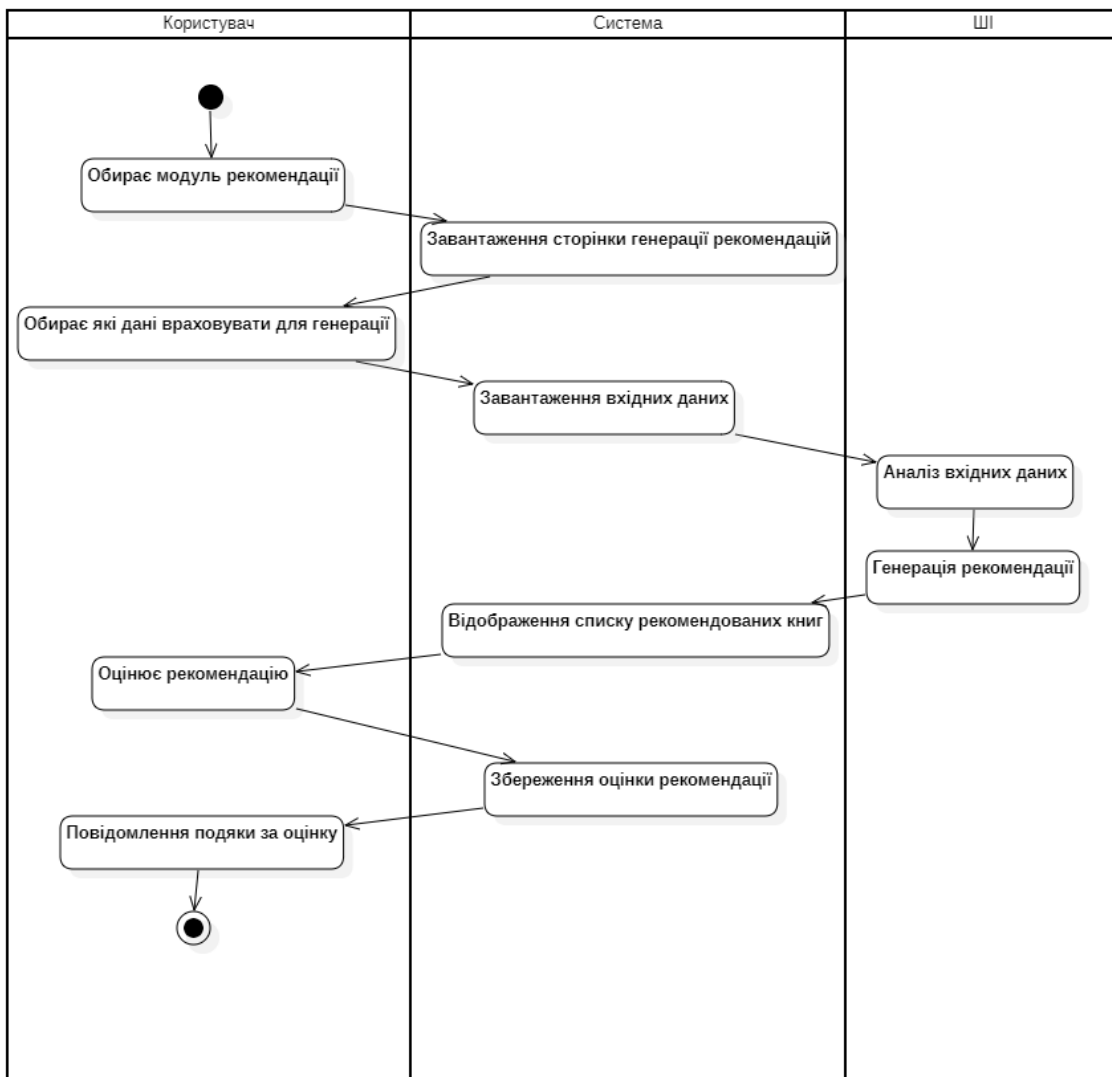 Користувач
Система
ШІ
Обирає модуль рекомендації
Завантаження сторінки генерації рекомендацій
Обирає які дані враховувати для генерації
Завантаження вхідних даних
Аналіз вхідних даних
Генерація рекомендації
Відображення списку рекомендованих книг
Оцінює рекомендацію
Збереження оцінки рекомендації
Повідомлення подяки за оцінку